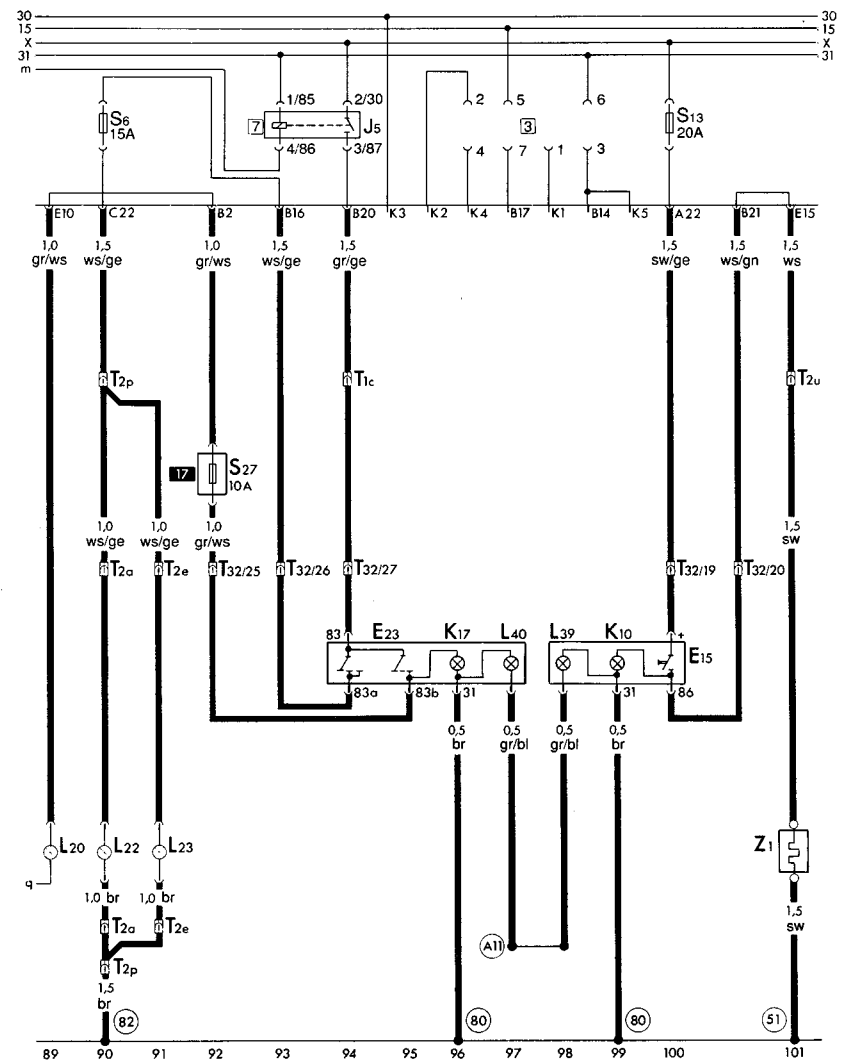 30 30
15 15
X X
31 31
m
1/85 2/30 2 5 6
S6 15A
7 J5
3
S13 20A
4/86 3/87 4 7 1 3
E10 C22 B2 B16 B20 K3 K2 K4 B17 K1 B14 K5 A22 B21 E15
1,0 1,5 1,0 1,5 1,5 1,5 1,5 1,5
gr/ws ws/ge gr/ws ws/ge gr/ge sw/ge ws/gn ws
T2p T1c T2u
17 S27
10A
1,0 1,0 1,0 1,5
ws/ge ws/ge gr/ws sw
T2a T2e T32/25 T32/26 T32/27 T32/19 T32/20
83 E23 K17 L40 L39 K10 +
E15
83a 83b 31 31 86
0,5 0,5 0,5 0,5
br gr/bl gr/bl br
L20 L22 L23 Z1
q
1,0 br 1,0 br
1,5
sw
T2a T2e
A11
T2p
1,5
br
82 80 80 51
89 90 91 92 93 94 95 96 97 98 99 100 101